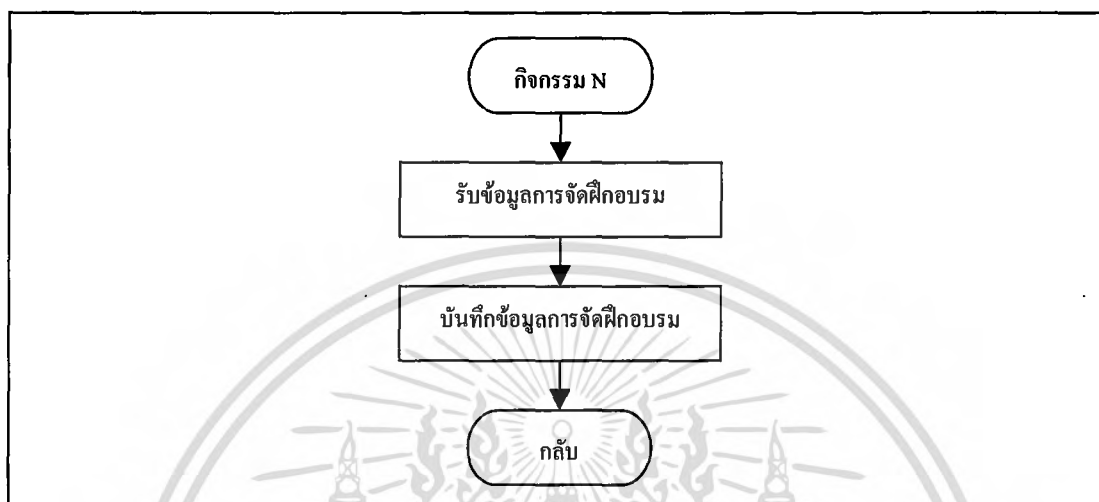 กิจกรรม N
รับข้อมูลการจัดฝึกอบรม
บันทึกข้อมูลการจัดฝึกอบรม
กลับ